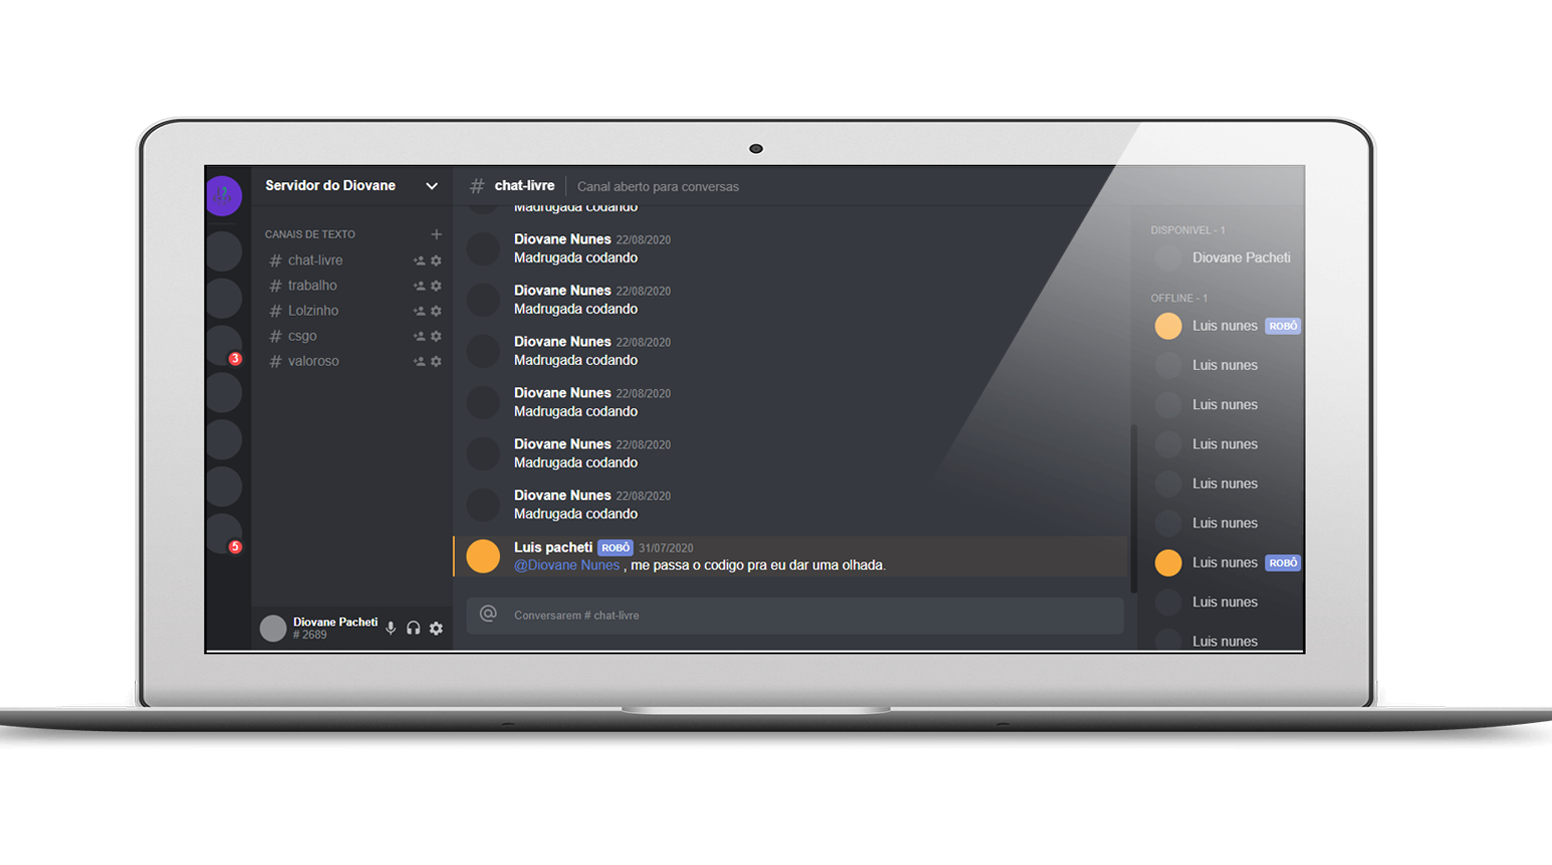 Servidor do Diovane
CANAIS DE TEXTO
# chat-livre
# trabalho
# Lolzinho
# csgo
# valoroso
3
5
Diovane Pacheti
# 2689
# chat-livre Canal aberto para conversas
Madrugada codando
Diovane Nunes 22/08/2020
Madrugada codando
Diovane Nunes 22/08/2020
Madrugada codando
Diovane Nunes 22/08/2020
Madrugada codando
Diovane Nunes 22/08/2020
Madrugada codando
Diovane Nunes 22/08/2020
Madrugada codando
Diovane Nunes 22/08/2020
Madrugada codando
Luis pacheti ROBÔ 31/07/2020
@Diovane Nunes , me passa o codigo pra eu dar uma olhada.
@ Conversarem # chat-livre
DISPONIVEL - 1
Diovane Pacheti
OFFLINE - 1
Luis nunes ROBÔ
Luis nunes
Luis nunes
Luis nunes
Luis nunes
Luis nunes
Luis nunes ROBÔ
Luis nunes
Luis nunes